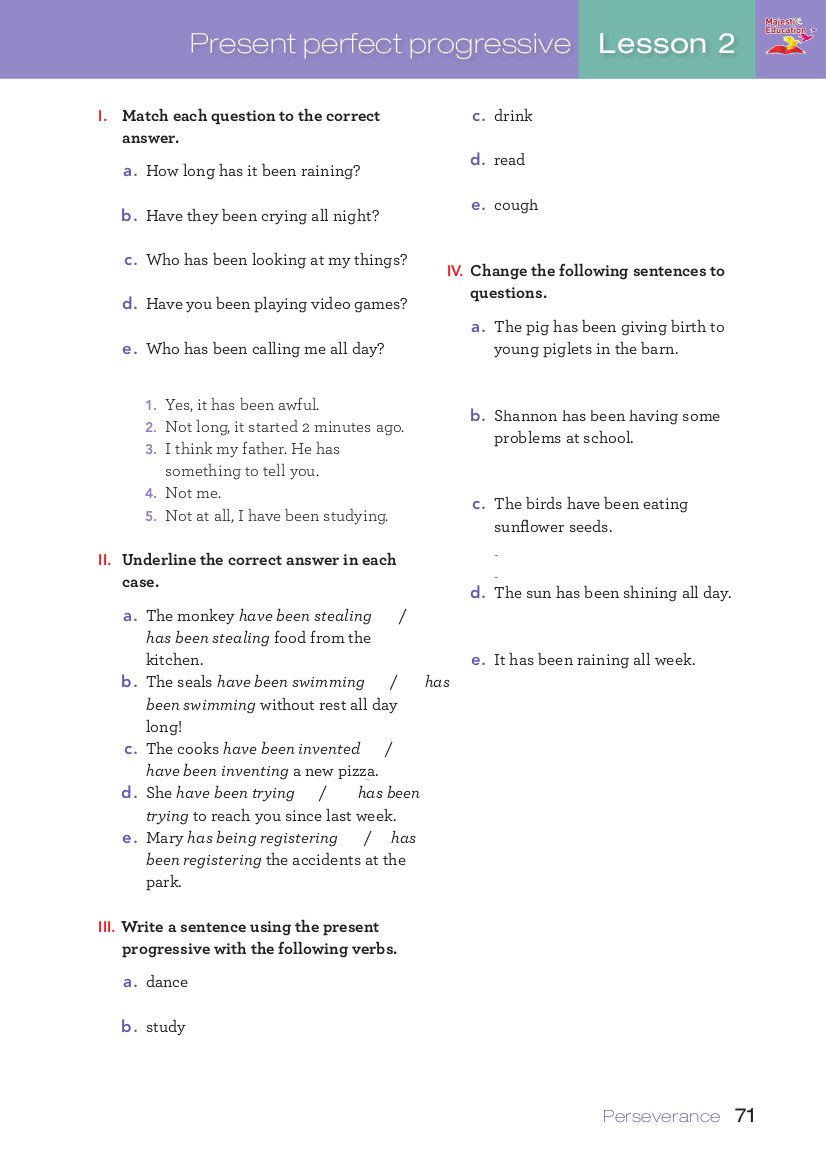 Present perfect progressive Lesson 2
Majestic
Education
I. Match each question to the correct
answer.
a. How long has it been raining?
b. Have they been crying all night?
c. Who has been looking at my things?
d. Have you been playing video games?
e. Who has been calling me all day?
1. Yes, it has been awful.
2. Not long, it started 2 minutes ago.
3. I think my father. He has
something to tell you.
4. Not me.
5. Not at all, I have been studying.
II. Underline the correct answer in each
case.
a. The monkey have been stealing /
has been stealing food from the
kitchen.
b. The seals have been swimming / has
been swimming without rest all day
long!
c. The cooks have been invented /
have been inventing a new pizza.
d. She have been trying / has been
trying to reach you since last week.
e. Mary has being registering / has
been registering the accidents at the
park.
III. Write a sentence using the present
progressive with the following verbs.
a. dance
b. study
c. drink
d. read
e. cough
IV. Change the following sentences to
questions.
a. The pig has been giving birth to
young piglets in the barn.
b. Shannon has been having some
problems at school.
c. The birds have been eating
sunflower seeds.
-
-
d. The sun has been shining all day.
e. It has been raining all week.
Perseverance 71